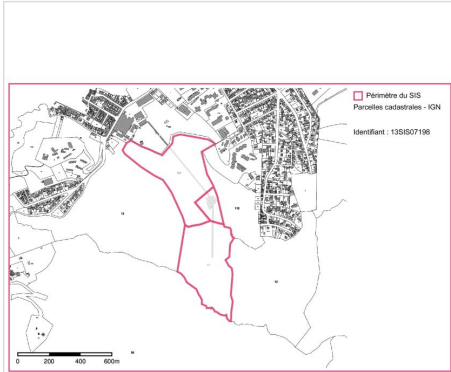 Périmètre du SIS
Parcelles cadastrales - IGN
Identifiant : 13SIS07198
0 200 400 600m